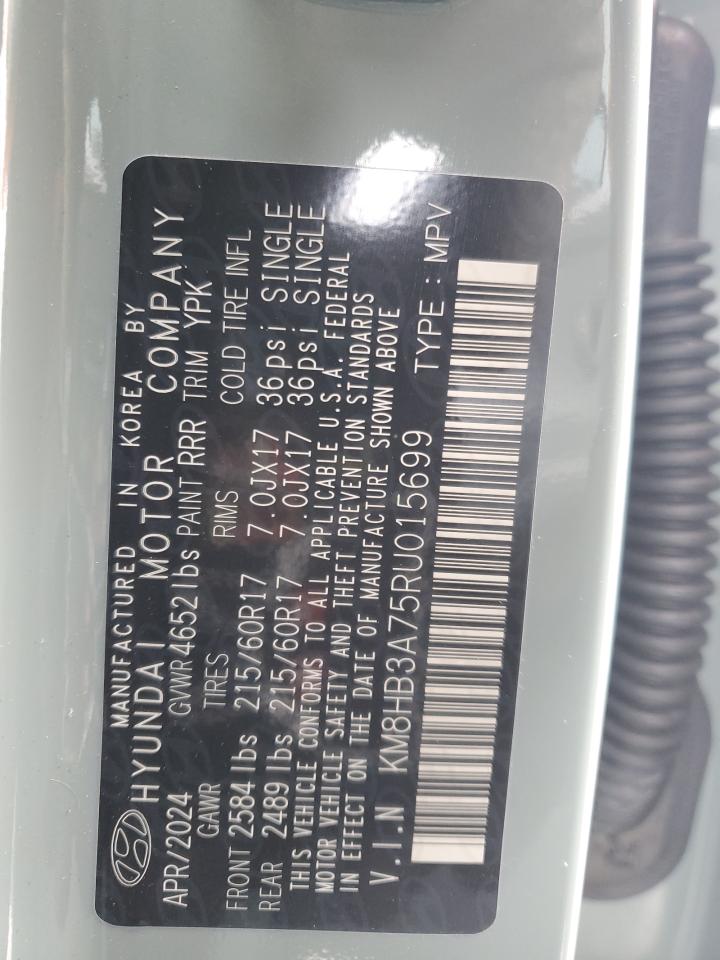 MANUFACTURED IN KOREA BY
HYUNDAI MOTOR COMPANY
APR/2024 GVWR 4652 lbs PAINT RRR TRIM YPK
GAWR TIRES RIMS COLD TIRE INFL
FRONT 2584 lbs 215/60R17 7.0JX17 36psi SINGLE
REAR 2489 lbs 215/60R17 7.0JX17 36psi SINGLE
THIS VEHICLE CONFORMS TO ALL APPLICABLE U.S.A. FEDERAL
MOTOR VEHICLE SAFETY AND THEFT PREVENTION STANDARDS
IN EFFECT ON THE DATE OF MANUFACTURE SHOWN ABOVE
V.I.N KM8HB3A75RU015699 TYPE : MPV